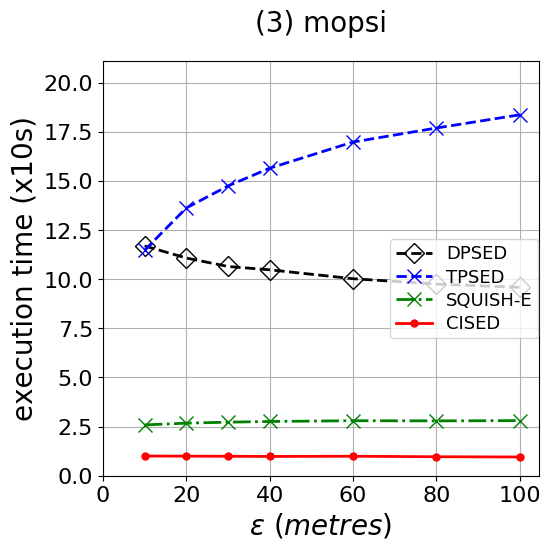 (3) mopsi
execution time (x10s)
20.0
17.5
15.0
12.5
10.0
7.5
5.0
2.5
0.0
DPSED
TPSED
SQUISH-E
CISED
0 20 40 60 80 100
ε (metres)